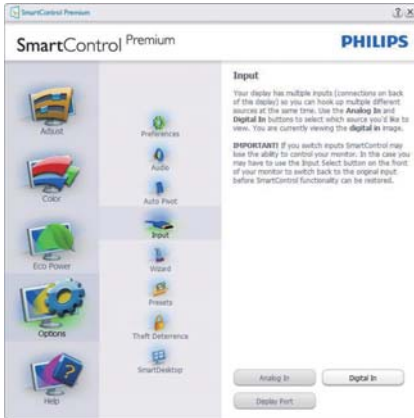 SmartControl Premium
SmartControl Premium
PHILIPS
Adjust
Color
Eco Power
Options
Help
Preferences
Audio
Auto Pivot
Input
Wizard
Presets
Theft Deterrence
SmartDesktop
Input
Your display has multiple inputs (connections on back
of this display) so you can hook up multiple different
sources at the same time. Use the Analog In and
Digital In buttons to select which source you'd like to
view. You are currently viewing the digital in image.
IMPORTANT! If you switch inputs SmartControl may
lose the ability to control your monitor. In this case you
may have to use the Input Select button on the front
of your monitor to switch back to the original input
before SmartControl functionality can be restored.
Analog In
Digital In
Display Port